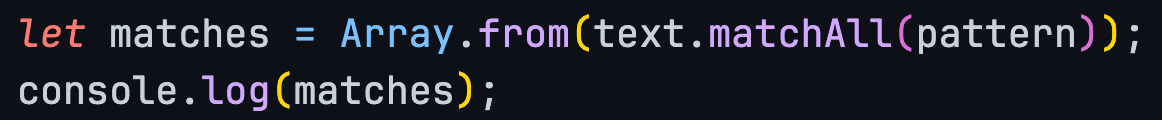 let matches = Array.from(text.matchAll(pattern));
console.log(matches);